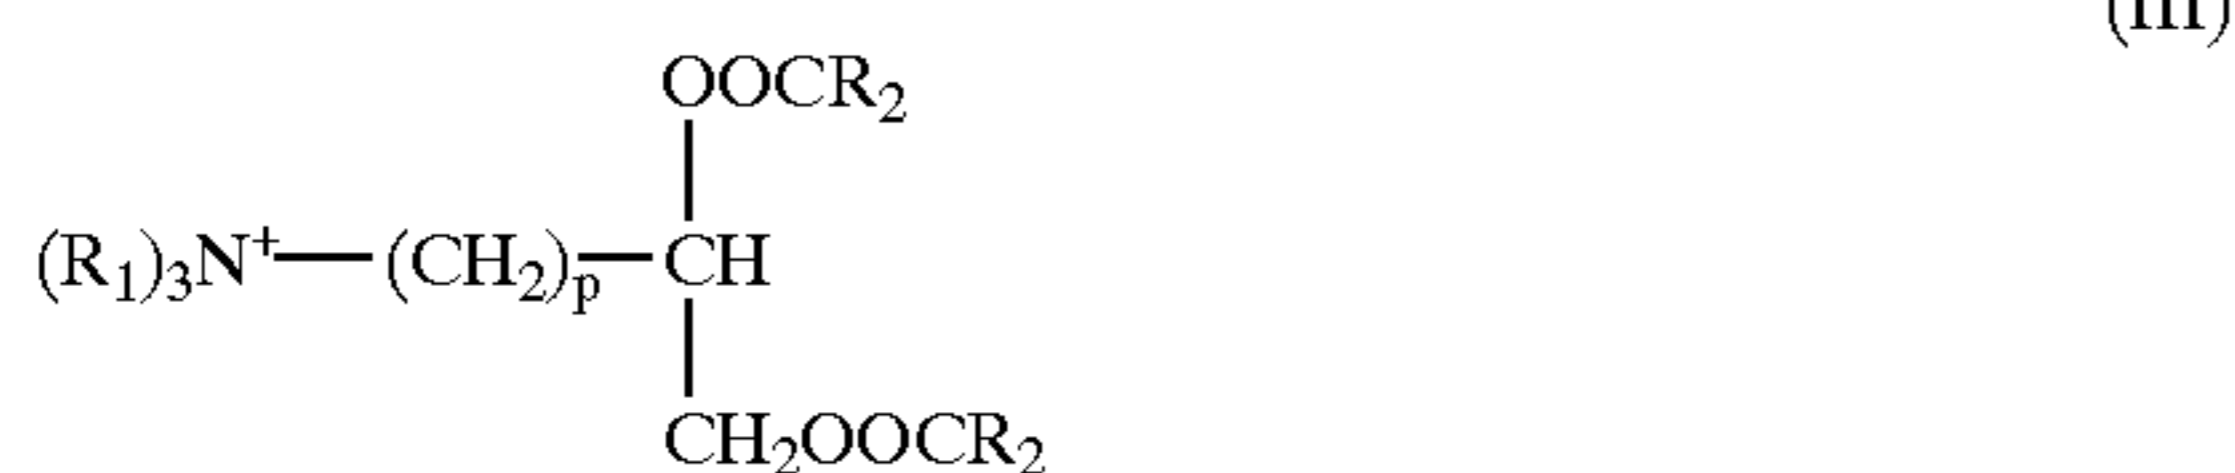 (III)
OOCR₂
(R₁)₃N⁺—(CH₂)ₚ—CH
CH₂OOCR₂